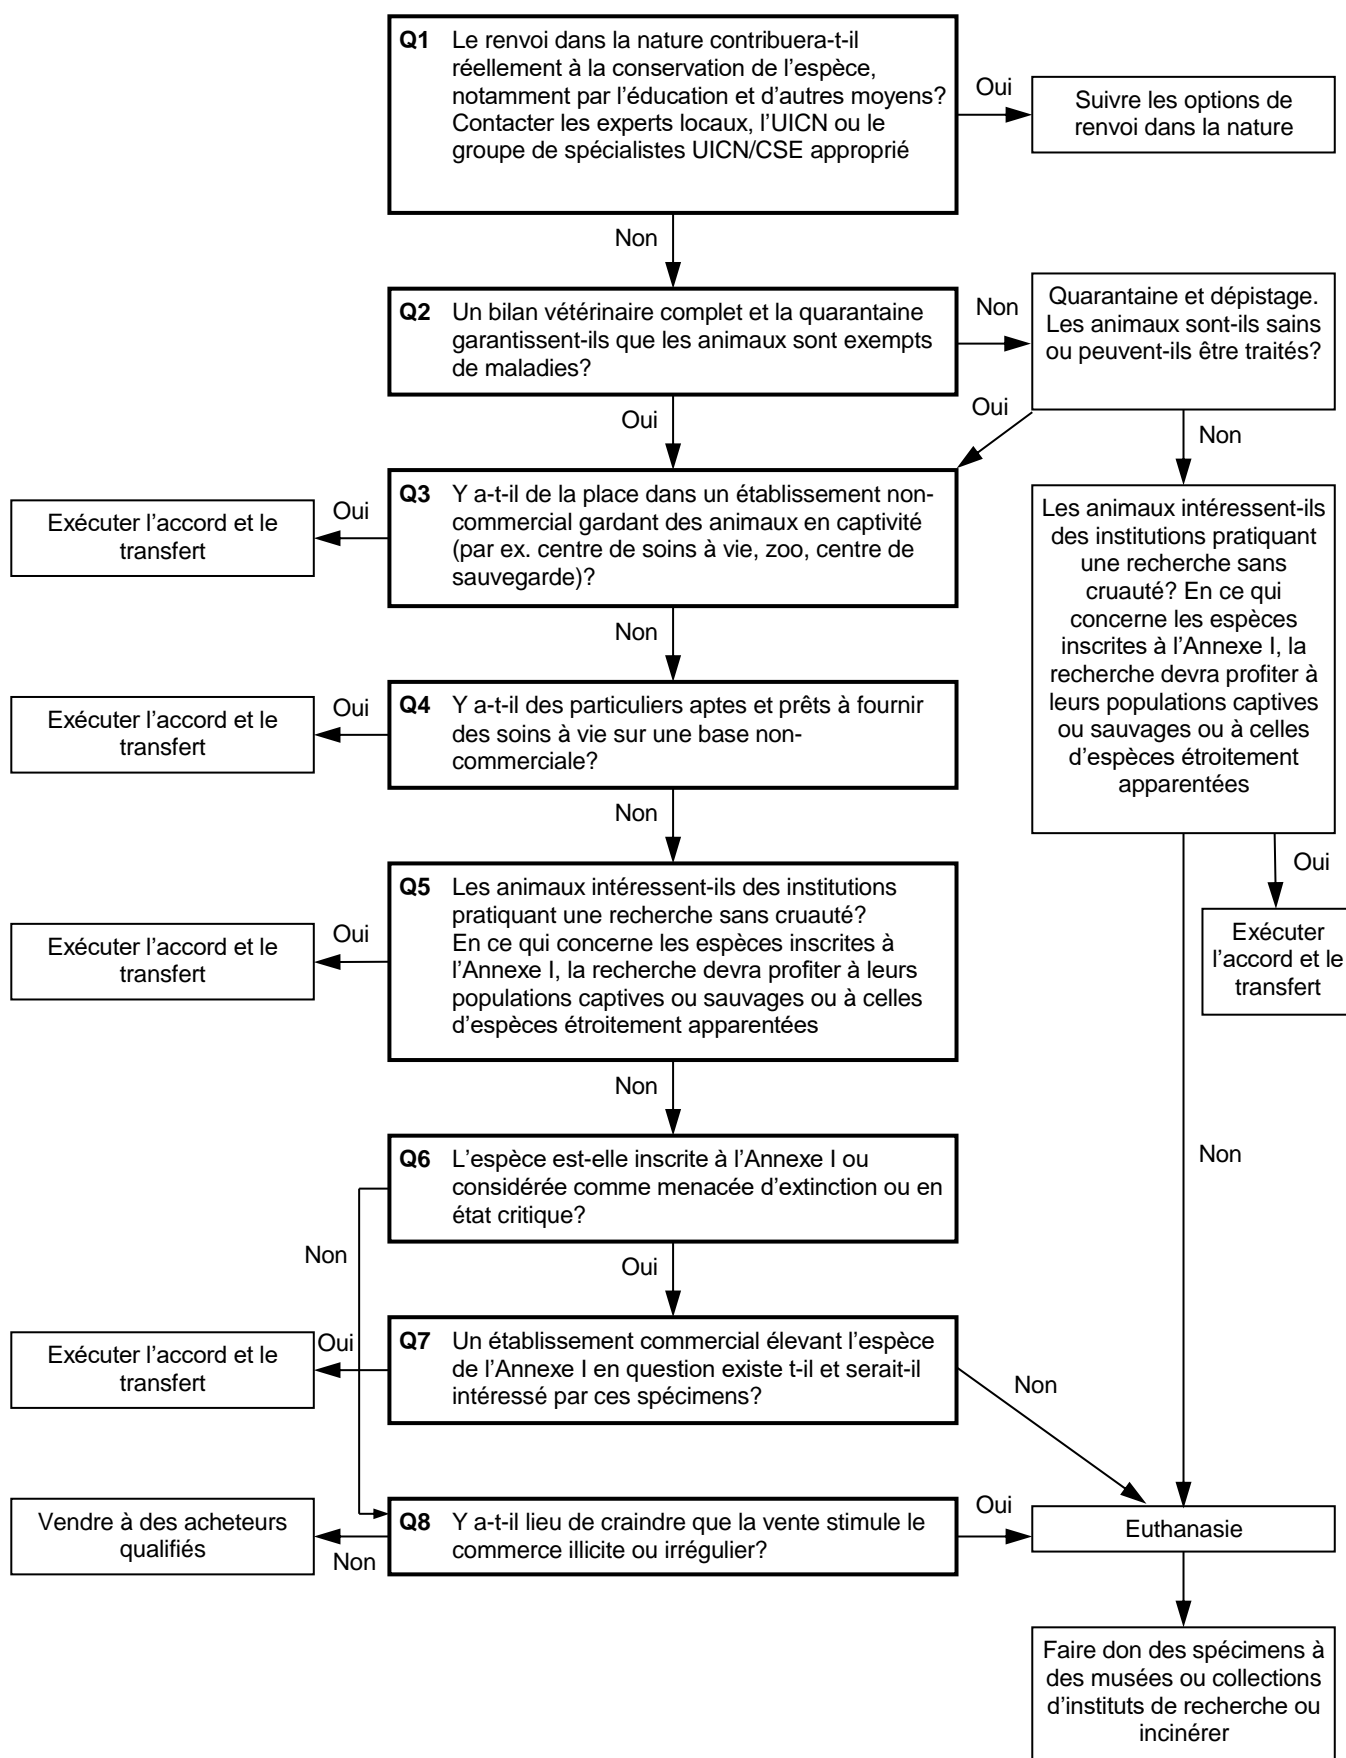 Q1 Le renvoi dans la nature contribuera-t-il
réellement à la conservation de l’espèce,
notamment par l’éducation et d’autres moyens?
Contacter les experts locaux, l’UICN ou le
groupe de spécialistes UICN/CSE approprié
Oui
Suivre les options de
renvoi dans la nature
Non
Q2 Un bilan vétérinaire complet et la quarantaine
garantissent-ils que les animaux sont exempts
de maladies?
Non
Quarantaine et dépistage.
Les animaux sont-ils sains
ou peuvent-ils être traités?
Oui
Oui
Non
Q3 Y a-t-il de la place dans un établissement non-
commercial gardant des animaux en captivité
(par ex. centre de soins à vie, zoo, centre de
sauvegarde)?
Oui
Exécuter l’accord et le
transfert
Les animaux intéressent-ils
des institutions pratiquant
une recherche sans
cruauté? En ce qui
concerne les espèces
inscrites à l’Annexe I, la
recherche devra profiter à
leurs populations captives
ou sauvages ou à celles
d’espèces étroitement
apparentées
Non
Q4 Y a-t-il des particuliers aptes et prêts à fournir
des soins à vie sur une base non-
commerciale?
Oui
Exécuter l’accord et le
transfert
Non
Oui
Exécuter
l’accord et le
transfert
Q5 Les animaux intéressent-ils des institutions
pratiquant une recherche sans cruauté?
En ce qui concerne les espèces inscrites à
l’Annexe I, la recherche devra profiter à leurs
populations captives ou sauvages ou à celles
d’espèces étroitement apparentées
Oui
Exécuter l’accord et le
transfert
Non
Q6 L’espèce est-elle inscrite à l’Annexe I ou
considérée comme menacée d’extinction ou en
état critique?
Non
Non
Oui
Q7 Un établissement commercial élevant l’espèce
de l’Annexe I en question existe t-il et serait-il
intéressé par ces spécimens?
Oui
Exécuter l’accord et le
transfert
Non
Q8 Y a-t-il lieu de craindre que la vente stimule le
commerce illicite ou irrégulier?
Non
Vendre à des acheteurs
qualifiés
Oui
Euthanasie
Faire don des spécimens à
des musées ou collections
d’instituts de recherche ou
incinérer